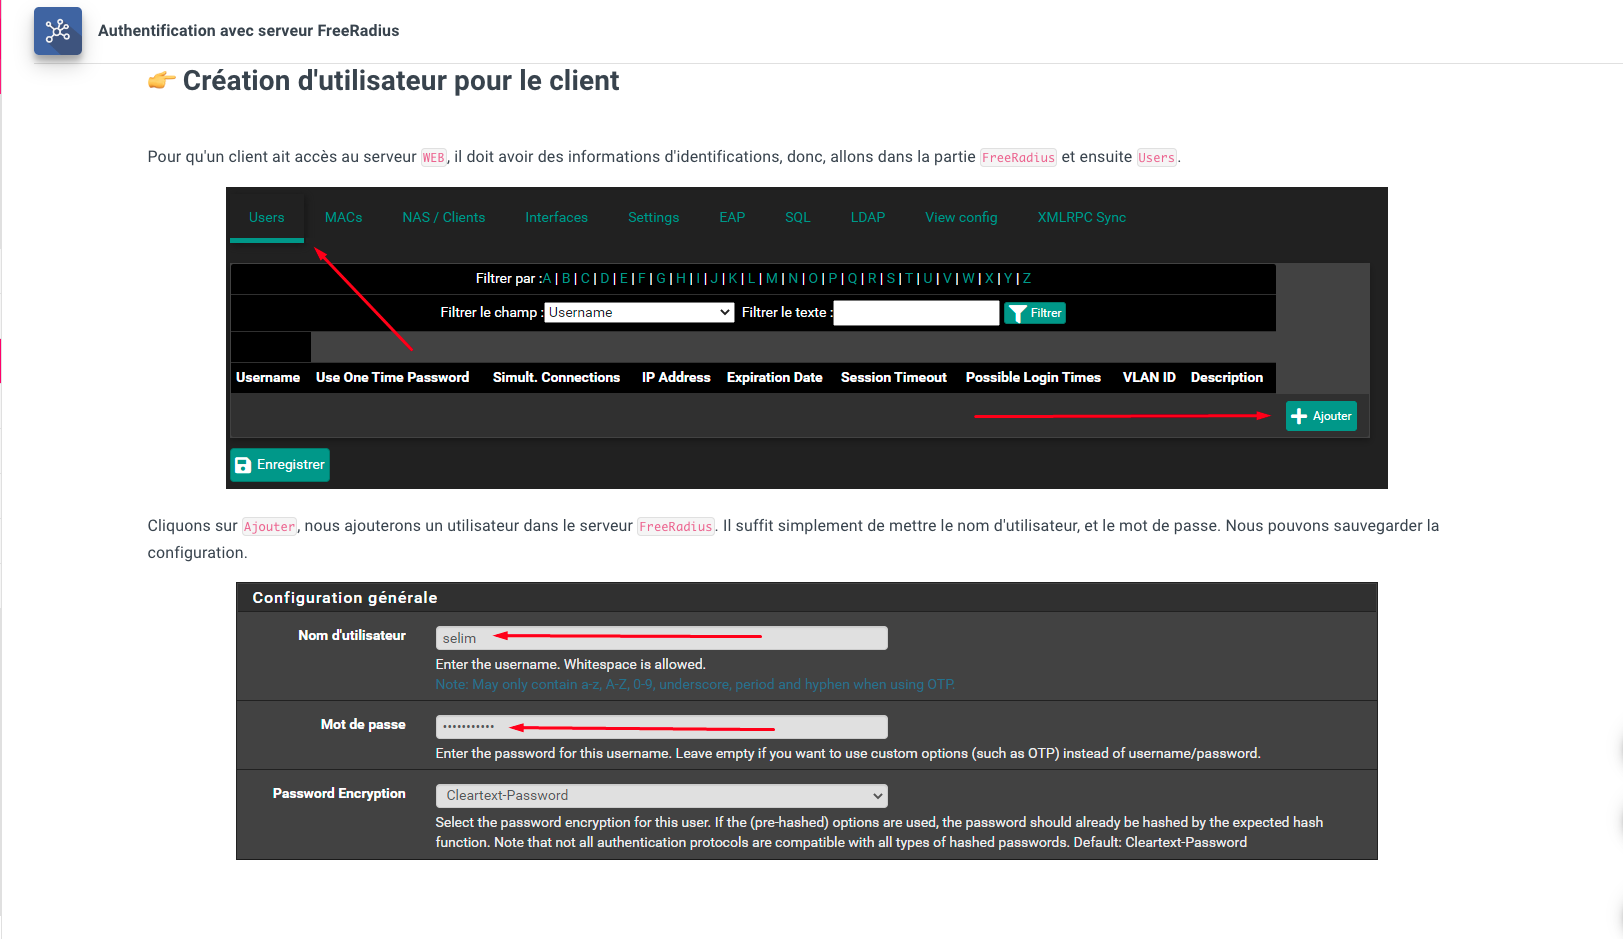 Authentification avec serveur FreeRadius
👉 Création d'utilisateur pour le client
Pour qu'un client ait accès au serveur WEB, il doit avoir des informations d'identifications, donc, allons dans la partie FreeRadius et ensuite Users.
Users MACs NAS / Clients Interfaces Settings EAP SQL LDAP View config XMLRPC Sync
Filtrer par :A | B | C | D | E | F | G | H | I | J | K | L | M | N | O | P | Q | R | S | T | U | V | W | X | Y | Z
Filtrer le champ : Username Filtrer le texte : Filtrer
Username Use One Time Password Simult. Connections IP Address Expiration Date Session Timeout Possible Login Times VLAN ID Description
Ajouter
Enregistrer
Cliquons sur Ajouter, nous ajouterons un utilisateur dans le serveur FreeRadius. Il suffit simplement de mettre le nom d'utilisateur, et le mot de passe. Nous pouvons sauvegarder la
configuration.
Configuration générale
Nom d'utilisateur selim
Enter the username. Whitespace is allowed.
Note: May only contain a-z, A-Z, 0-9, underscore, period and hyphen when using OTP.
Mot de passe •••••••••••
Enter the password for this username. Leave empty if you want to use custom options (such as OTP) instead of username/password.
Password Encryption Cleartext-Password
Select the password encryption for this user. If the (pre-hashed) options are used, the password should already be hashed by the expected hash
function. Note that not all authentication protocols are compatible with all types of hashed passwords. Default: Cleartext-Password